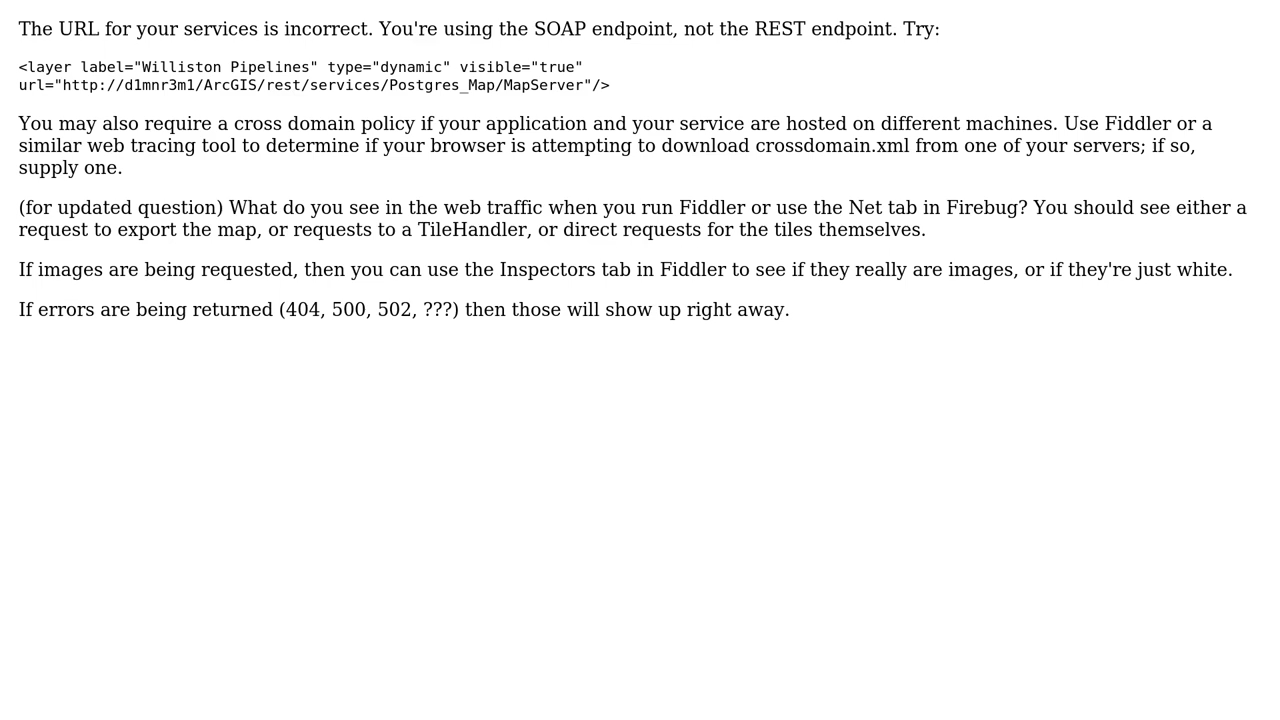 The URL for your services is incorrect. You're using the SOAP endpoint, not the REST endpoint. Try:
<layer label="Williston Pipelines" type="dynamic" visible="true"
url="http://d1mnr3m1/ArcGIS/rest/services/Postgres_Map/MapServer"/>
You may also require a cross domain policy if your application and your service are hosted on different machines. Use Fiddler or a
similar web tracing tool to determine if your browser is attempting to download crossdomain.xml from one of your servers; if so,
supply one.
(for updated question) What do you see in the web traffic when you run Fiddler or use the Net tab in Firebug? You should see either a
request to export the map, or requests to a TileHandler, or direct requests for the tiles themselves.
If images are being requested, then you can use the Inspectors tab in Fiddler to see if they really are images, or if they're just white.
If errors are being returned (404, 500, 502, ???) then those will show up right away.